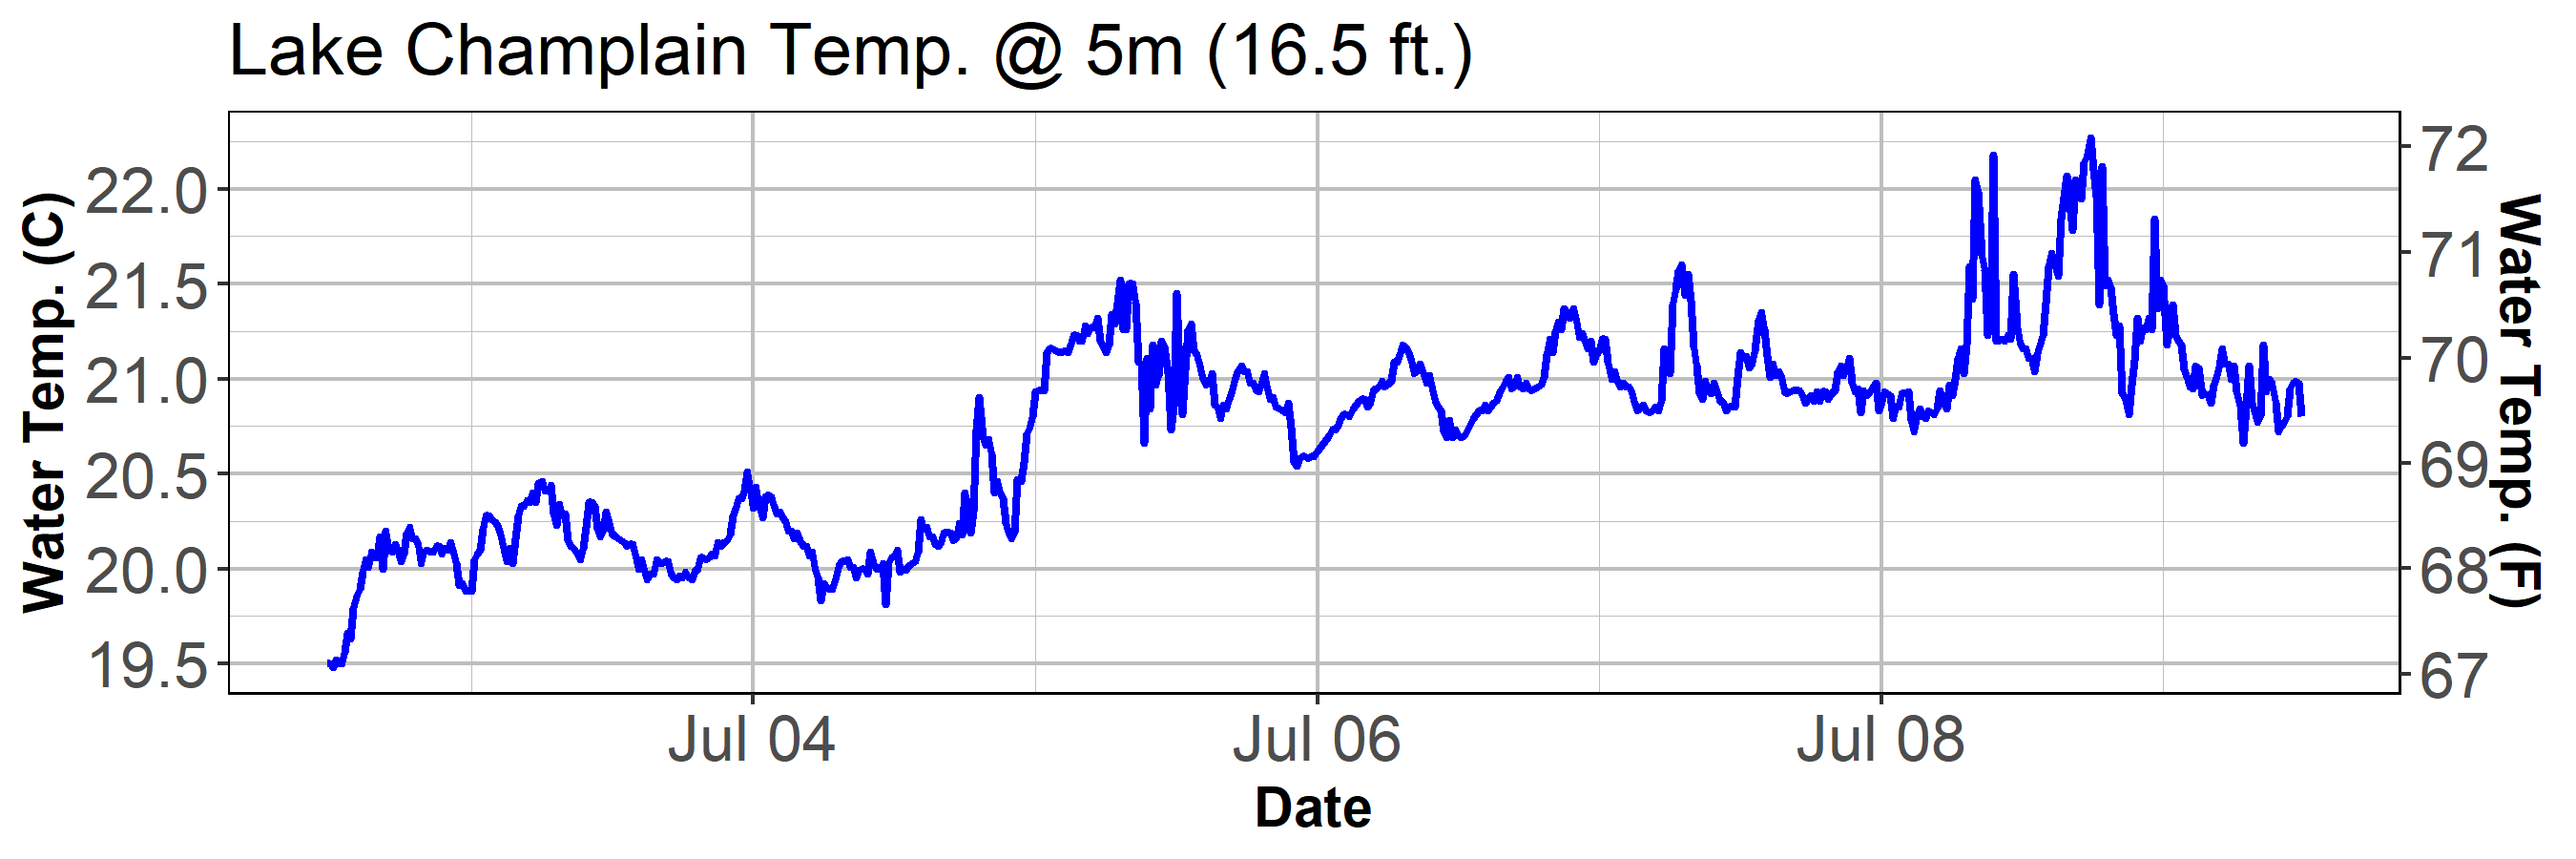 Lake Champlain Temp. @ 5m (16.5 ft.)
Water Temp. (C)
22.0
21.5
21.0
20.5
20.0
19.5
72
71
70
69
68
67
Water Temp. (F)
Jul 04 Jul 06 Jul 08
Date